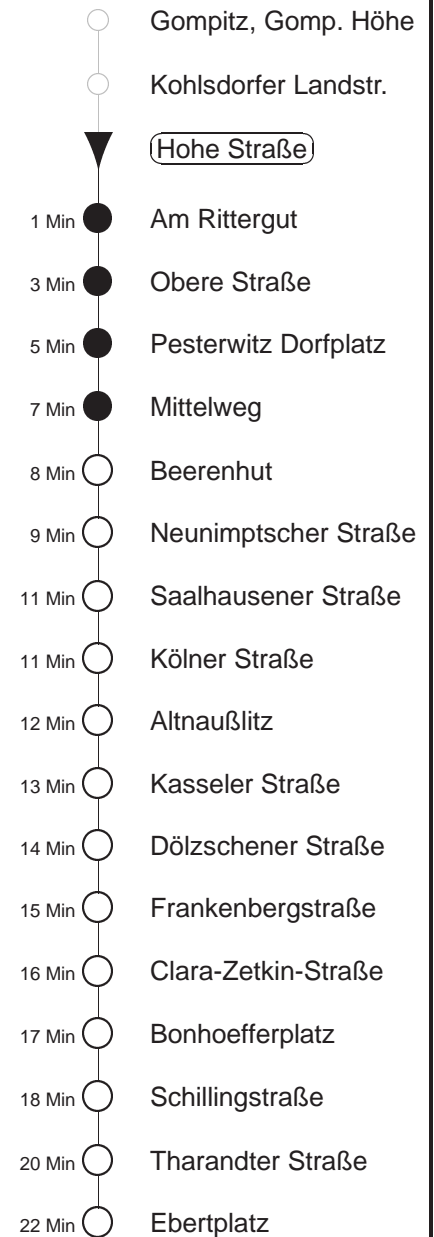 Gompitz, Gomp. Höhe
Kohlsdorfer Landstr.
Hohe Straße
1 Min Am Rittergut
3 Min Obere Straße
5 Min Pesterwitz Dorfplatz
7 Min Mittelweg
8 Min Beerenhut
9 Min Neunimptscher Straße
11 Min Saalhausener Straße
11 Min Kölner Straße
12 Min Altnaußlitz
13 Min Kasseler Straße
14 Min Dölzschener Straße
15 Min Frankenbergstraße
16 Min Clara-Zetkin-Straße
17 Min Bonhoefferplatz
18 Min Schillingstraße
20 Min Tharandter Straße
22 Min Ebertplatz